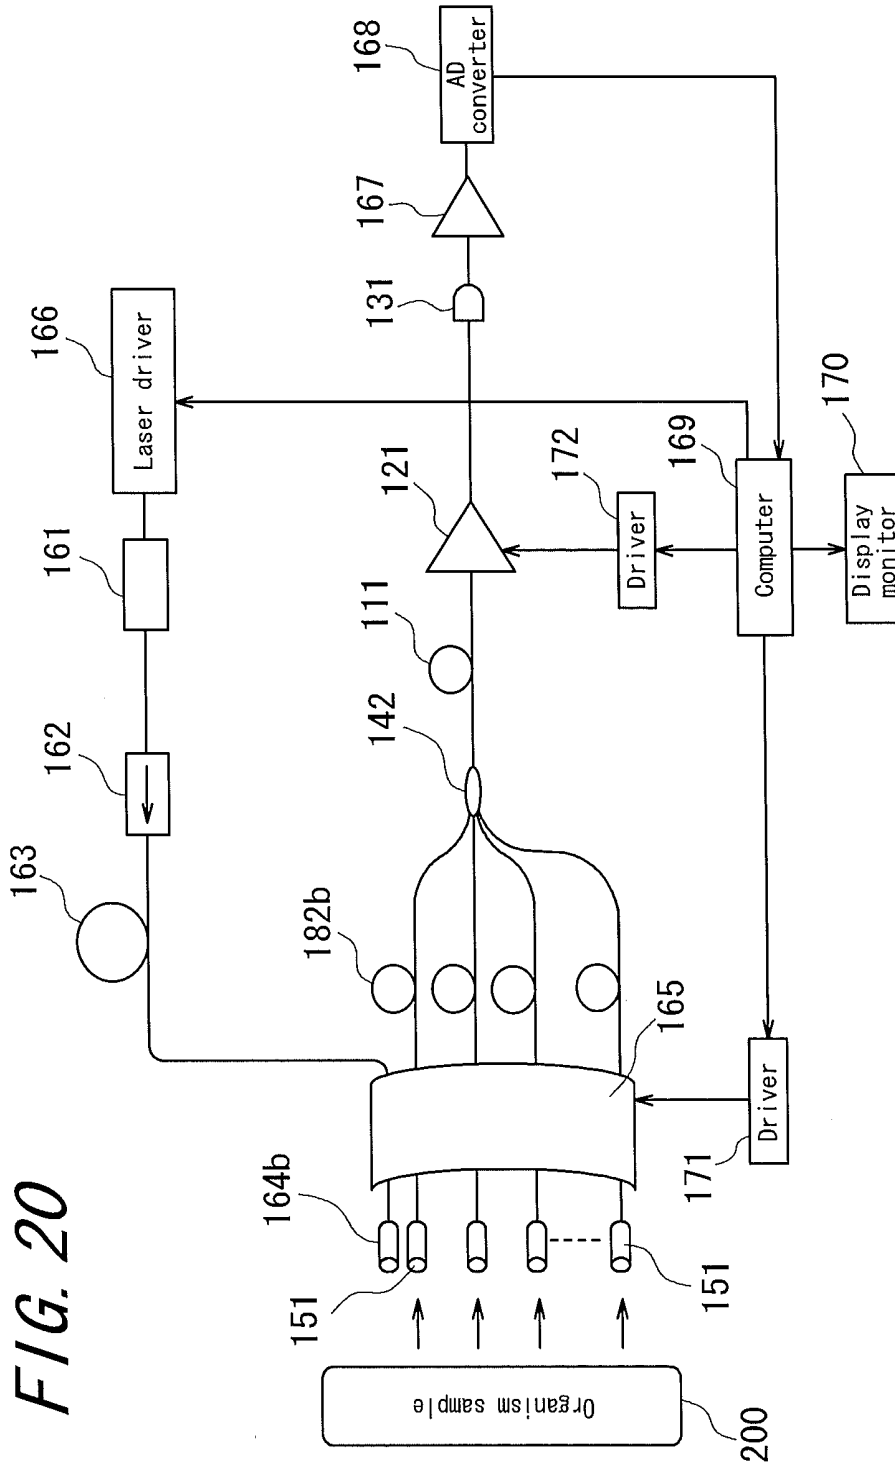 FIG. 20
163
162
161
166
Laser driver
182b
142
111
121
131
167
168
AD
converter
164b
151
151
165
172
Driver
169
Computer
170
Display
monitor
171
Driver
200
Organism sample